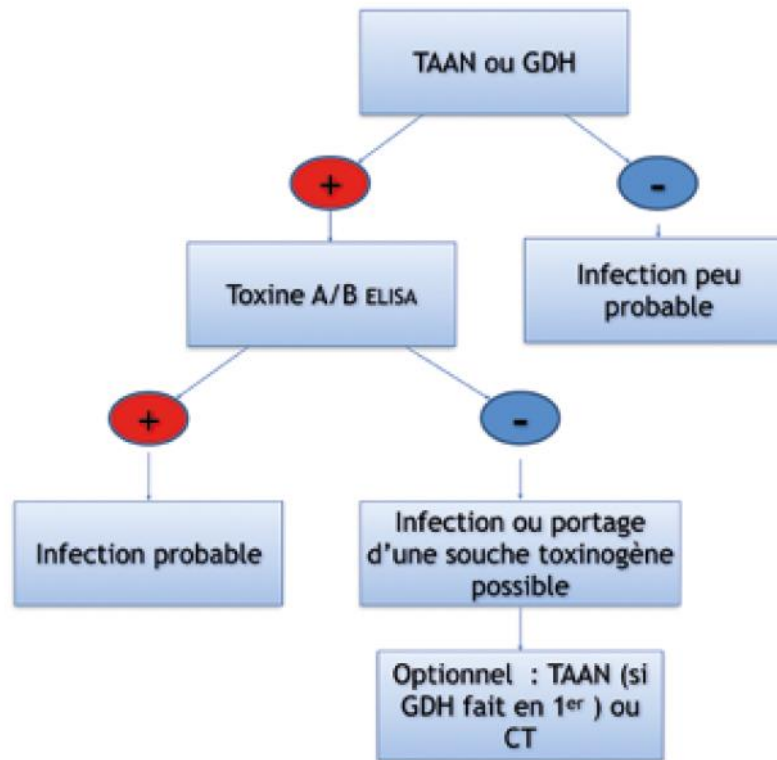 TAAN ou GDH
+
-
Toxine A/B ELISA
Infection peu
probable
+
-
Infection probable
Infection ou portage
d'une souche toxinogène
possible
Optionnel : TAAN (si
GDH fait en 1er ) ou
CT